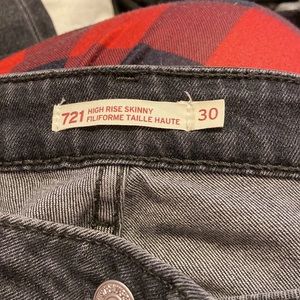 721 HIGH RISE SKINNY
FILIFORME TAILLE HAUTE
30